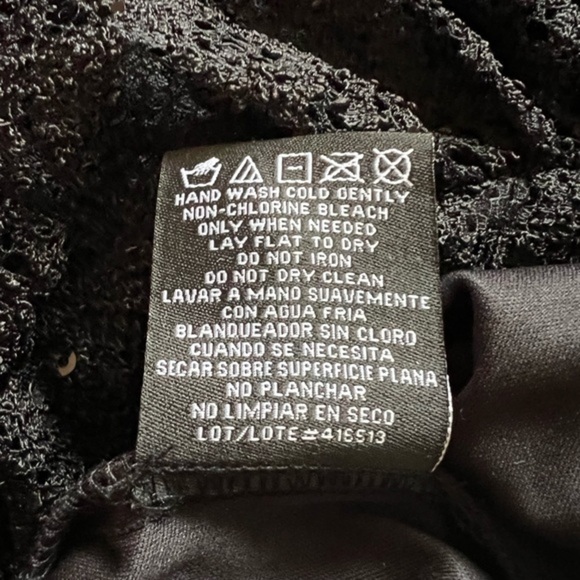 HAND WASH COLD GENTLY
NON-CHLORINE BLEACH
ONLY WHEN NEEDED
LAY FLAT TO DRY
DO NOT IRON
DO NOT DRY CLEAN
LAVAR A MANO SUAVEMENTE
CON AGUA FRIA
BLANQUEADOR SIN CLORO
CUANDO SE NECESITA
SECAR SOBRE SUPERFICIE PLANA
NO PLANCHAR
NO LIMPIAR EN SECO
LOT/LOTE#415513